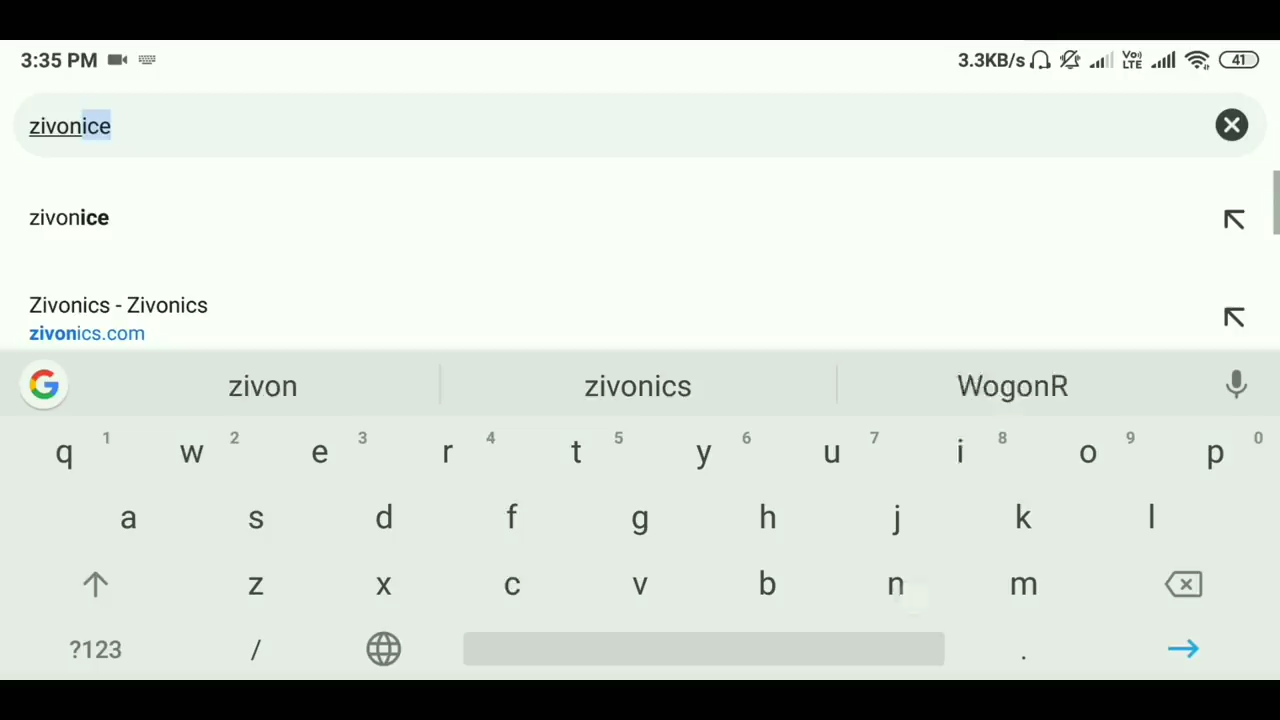 3:35 PM 3.3KB/s Vo) LTE 41
zivonice
zivonice
Zivonics - Zivonics
zivonics.com
G zivon zivonics WogonR
q 1 w 2 e 3 r 4 t 5 y 6 u 7 i 8 o 9 p 0
a s d f g h j k l
z x c v b n m
?123 / .